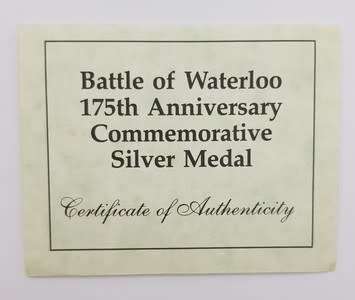 Battle of Waterloo
175th Anniversary
Commemorative
Silver Medal
Certificate of Authenticity